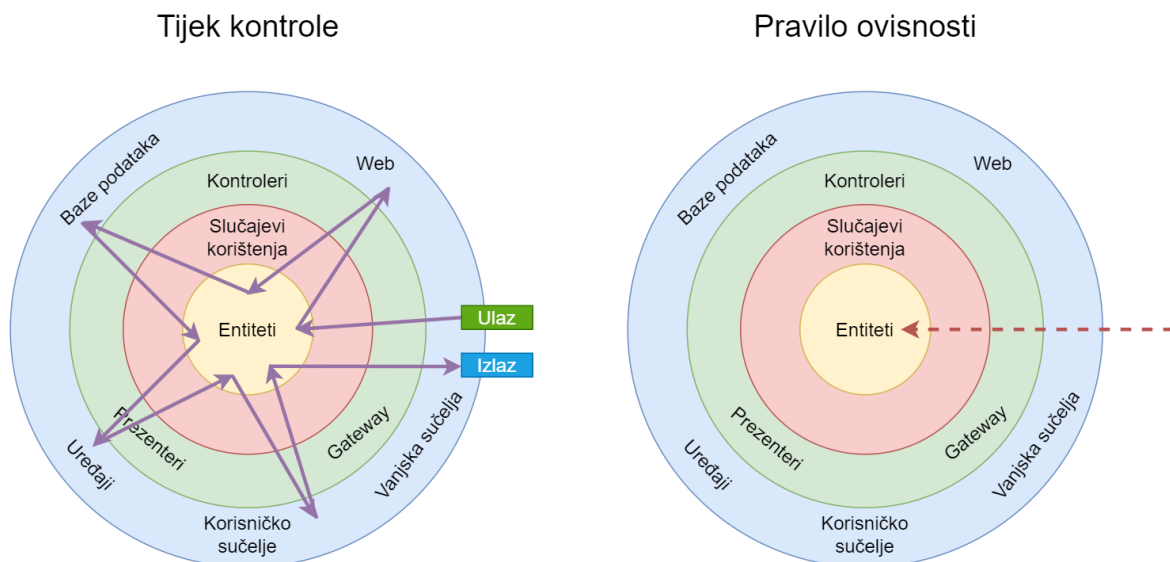 Tijek kontrole
Baze podataka
Web
Kontroleri
Slučajevi
korištenja
Entiteti
Ulaz
Izlaz
Prezenteri
Gateway
Uređaji
Vanjska sučelja
Korisničko
sučelje
Pravilo ovisnosti
Baze podataka
Web
Kontroleri
Slučajevi
korištenja
Entiteti
Prezenteri
Gateway
Uređaji
Vanjska sučelja
Korisničko
sučelje